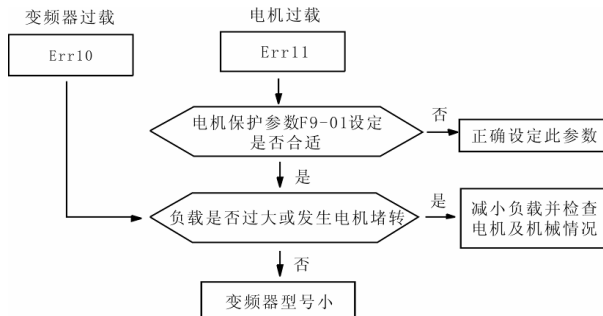 变频器过载
电机过载
Err10
Err11
电机保护参数F9-01设定
是否合适
否
正确设定此参数
是
负载是否过大或发生电机堵转
是
减小负载并检查
电机及机械情况
否
变频器型号小